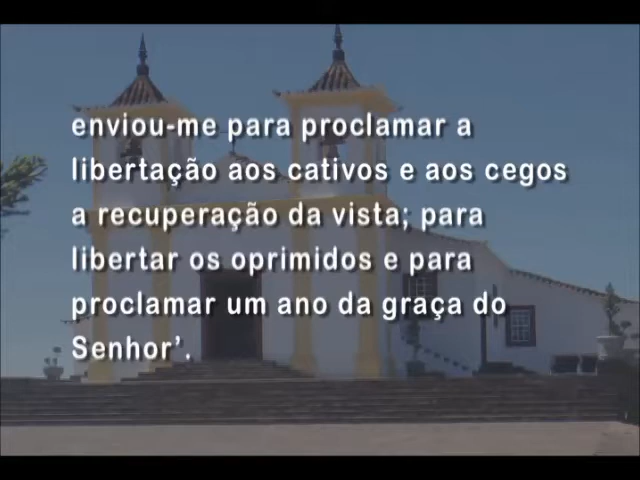 enviou-me para proclamar a
libertação aos cativos e aos cegos
a recuperação da vista; para
libertar os oprimidos e para
proclamar um ano da graça do
Senhor’.